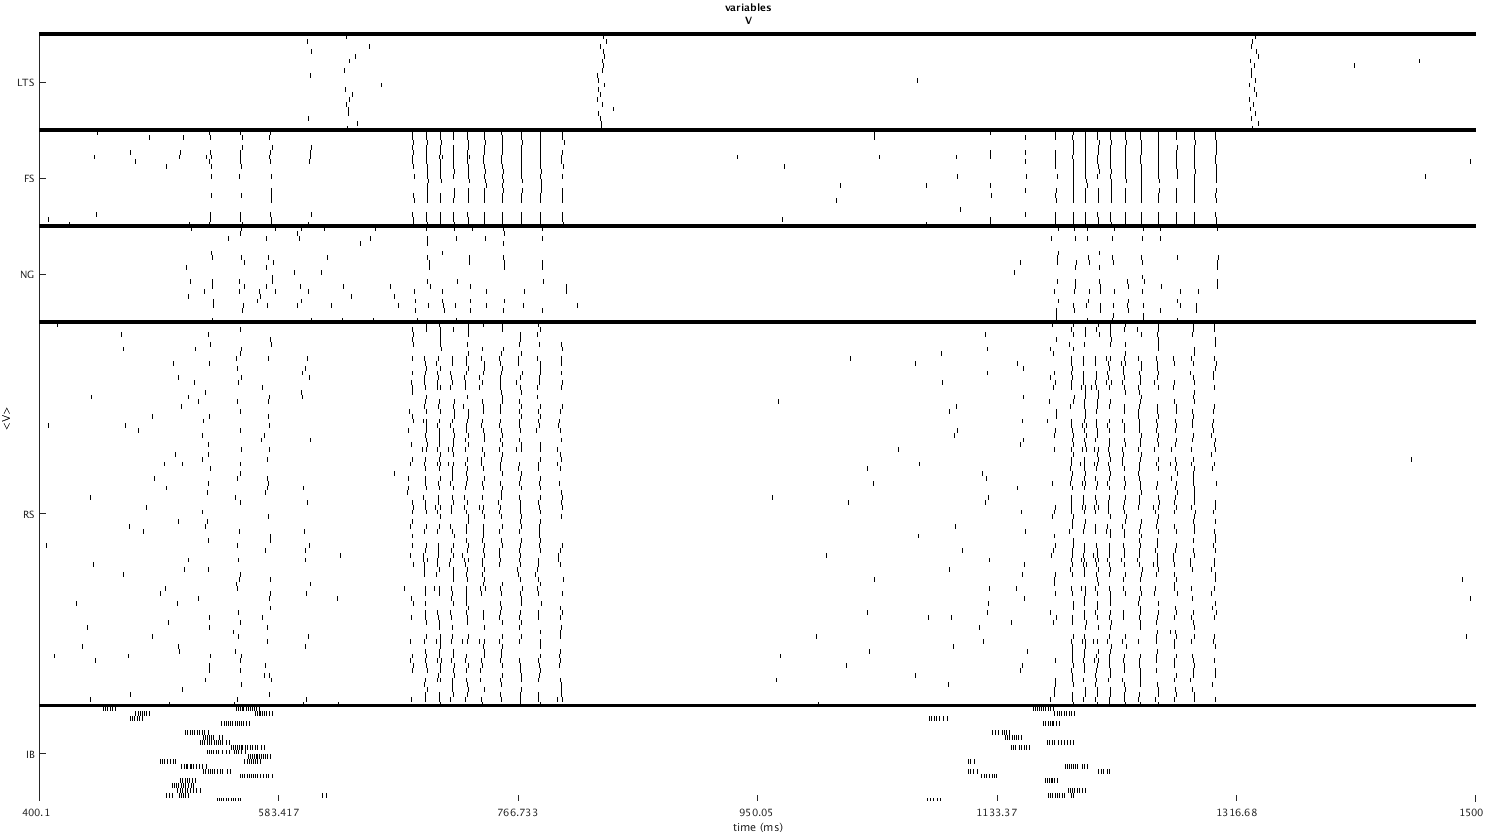 variables
V
LTS
FS
NG
<V>
RS
IB
400.1 583.417 766.733 950.05 1133.37 1316.68 1500
time (ms)